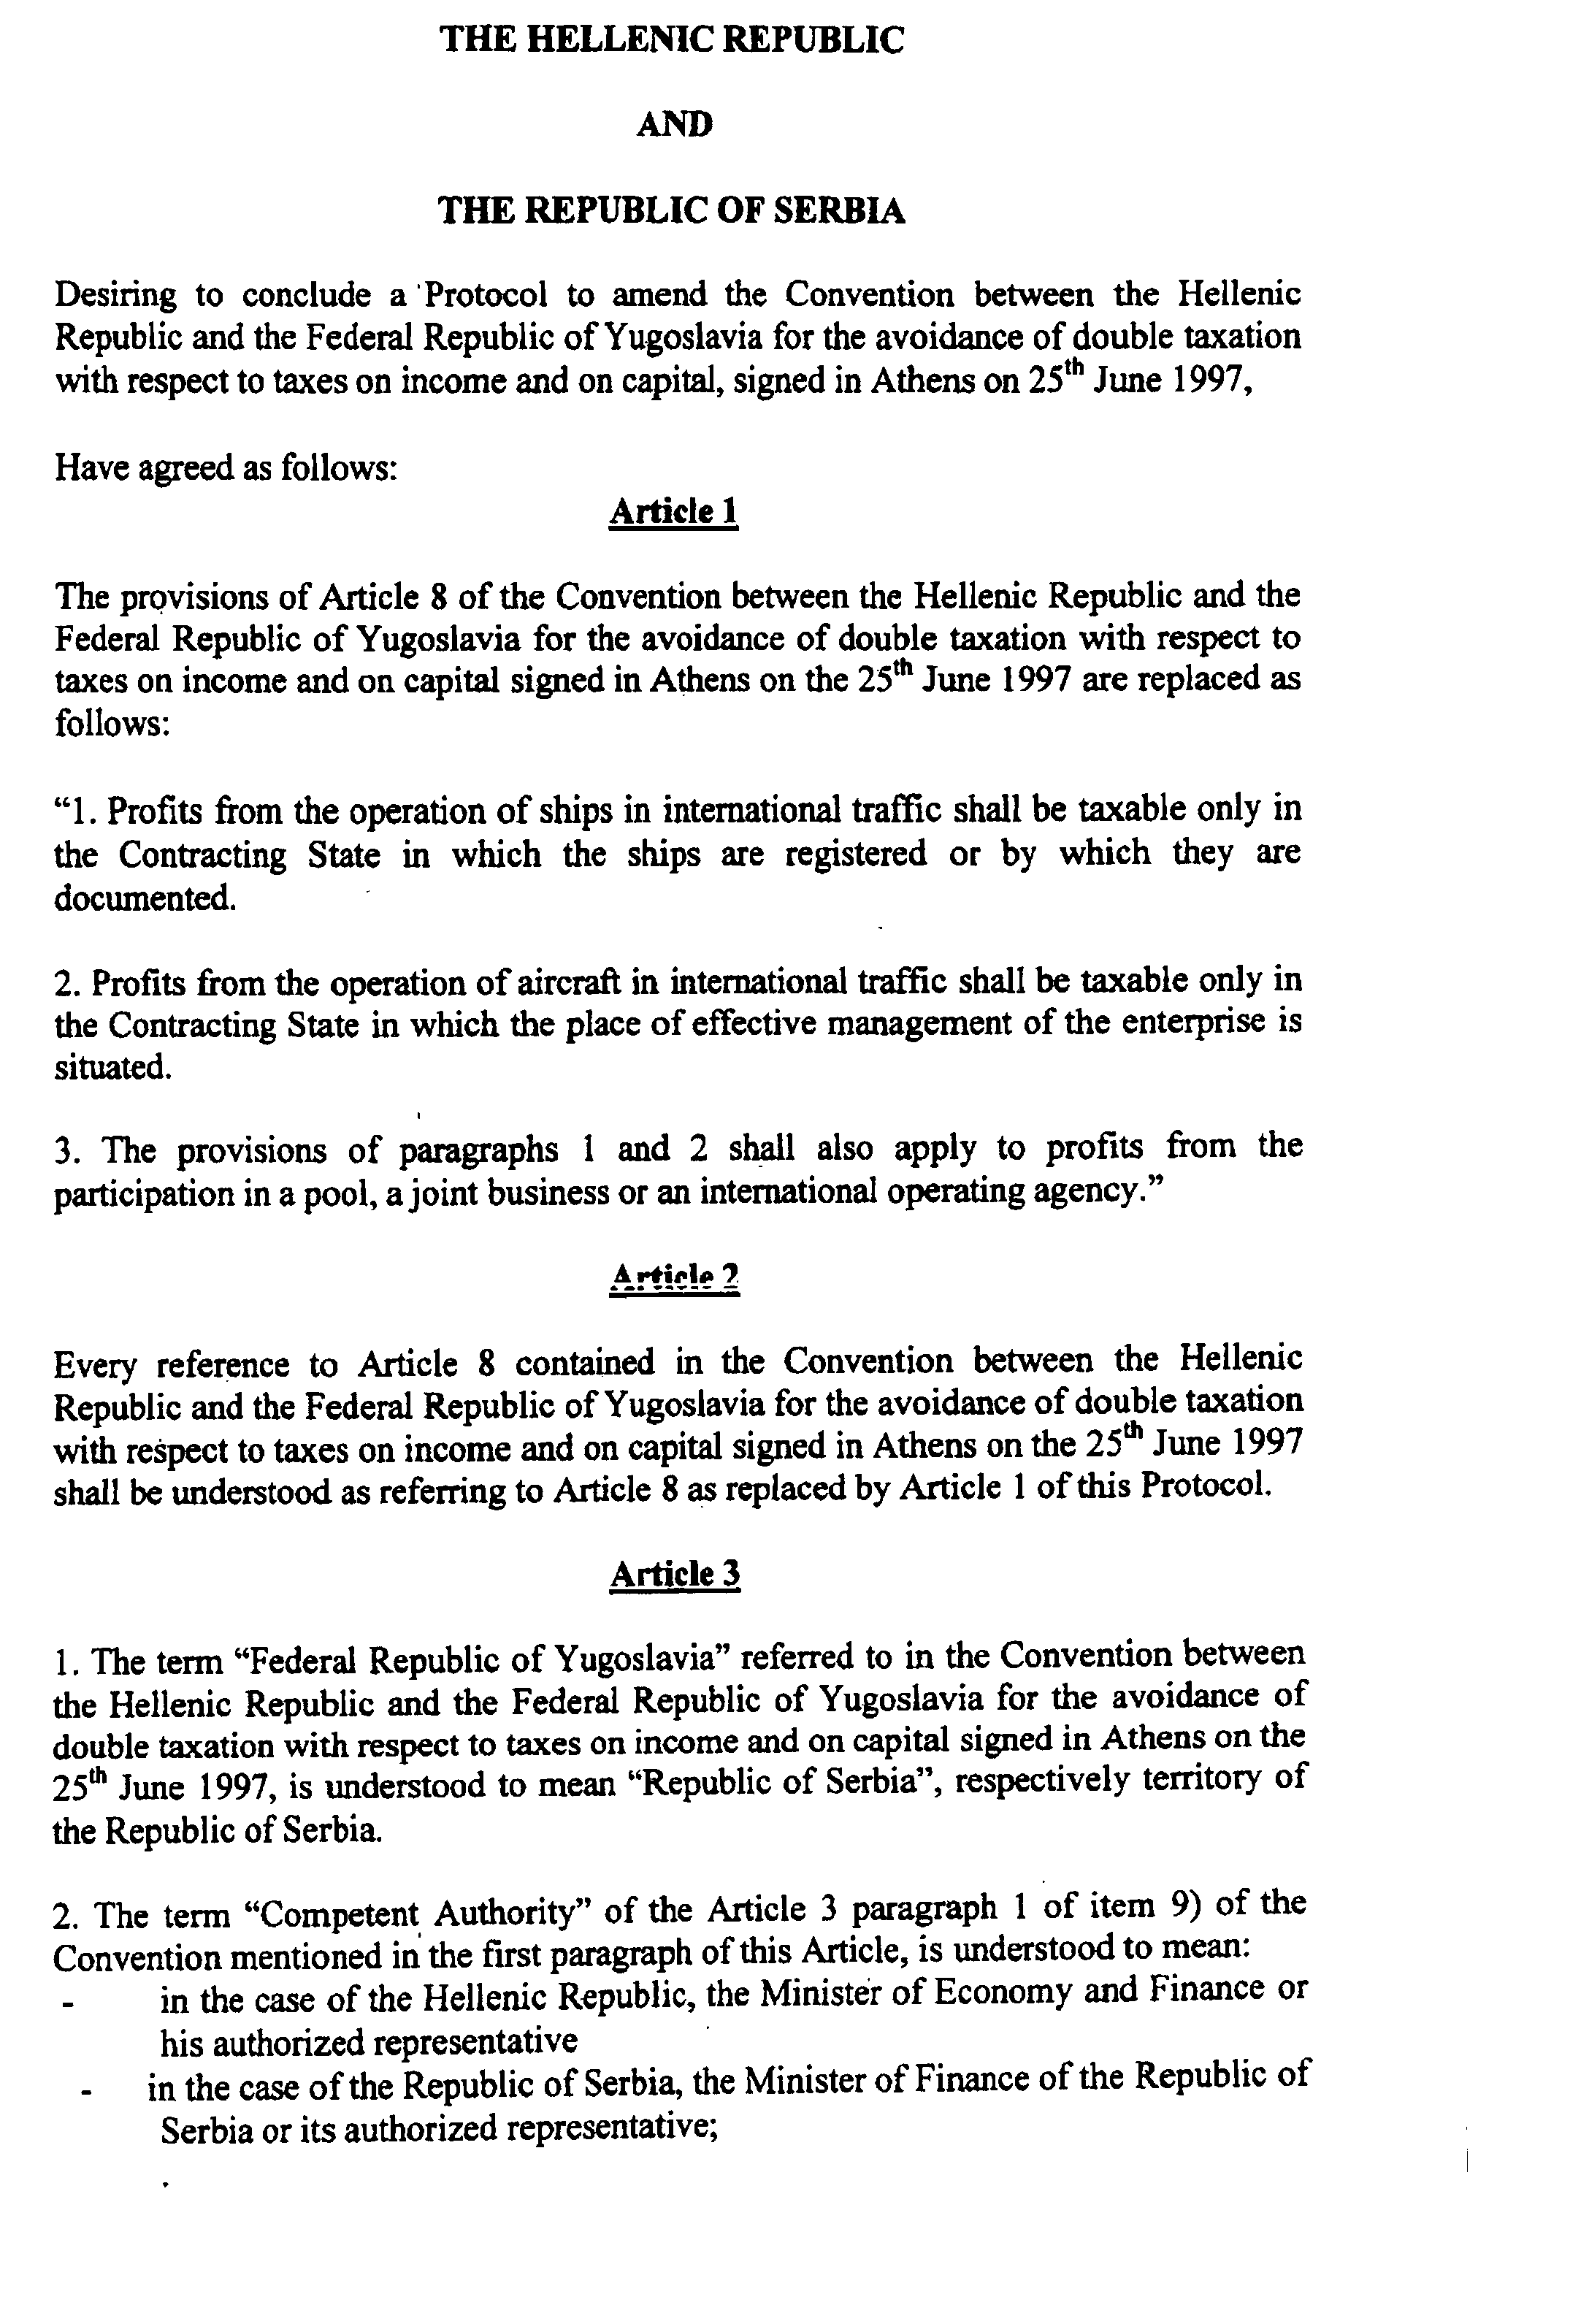 THE HELLENIC REPUBLIC
AND
THE REPUBLIC OF SERBIA
Desiring to conclude a Protocol to amend the Convention between the Hellenic
Republic and the Federal Republic of Yugoslavia for the avoidance of double taxation
with respect to taxes on income and on capital, signed in Athens on 25th June 1997,
Have agreed as follows:
Article 1
The provisions of Article 8 of the Convention between the Hellenic Republic and the
Federal Republic of Yugoslavia for the avoidance of double taxation with respect to
taxes on income and on capital signed in Athens on the 25th June 1997 are replaced as
follows:
“1. Profits from the operation of ships in international traffic shall be taxable only in
the Contracting State in which the ships are registered or by which they are
documented.
2. Profits from the operation of aircraft in international traffic shall be taxable only in
the Contracting State in which the place of effective management of the enterprise is
situated.
3. The provisions of paragraphs 1 and 2 shall also apply to profits from the
participation in a pool, a joint business or an international operating agency.”
Article 2
Every reference to Article 8 contained in the Convention between the Hellenic
Republic and the Federal Republic of Yugoslavia for the avoidance of double taxation
with respect to taxes on income and on capital signed in Athens on the 25th June 1997
shall be understood as referring to Article 8 as replaced by Article 1 of this Protocol.
Article 3
1. The term “Federal Republic of Yugoslavia” referred to in the Convention between
the Hellenic Republic and the Federal Republic of Yugoslavia for the avoidance of
double taxation with respect to taxes on income and on capital signed in Athens on the
25th June 1997, is understood to mean “Republic of Serbia”, respectively territory of
the Republic of Serbia.
2. The term “Competent Authority” of the Article 3 paragraph 1 of item 9) of the
Convention mentioned in the first paragraph of this Article, is understood to mean:
- in the case of the Hellenic Republic, the Minister of Economy and Finance or
his authorized representative
- in the case of the Republic of Serbia, the Minister of Finance of the Republic of
Serbia or its authorized representative;